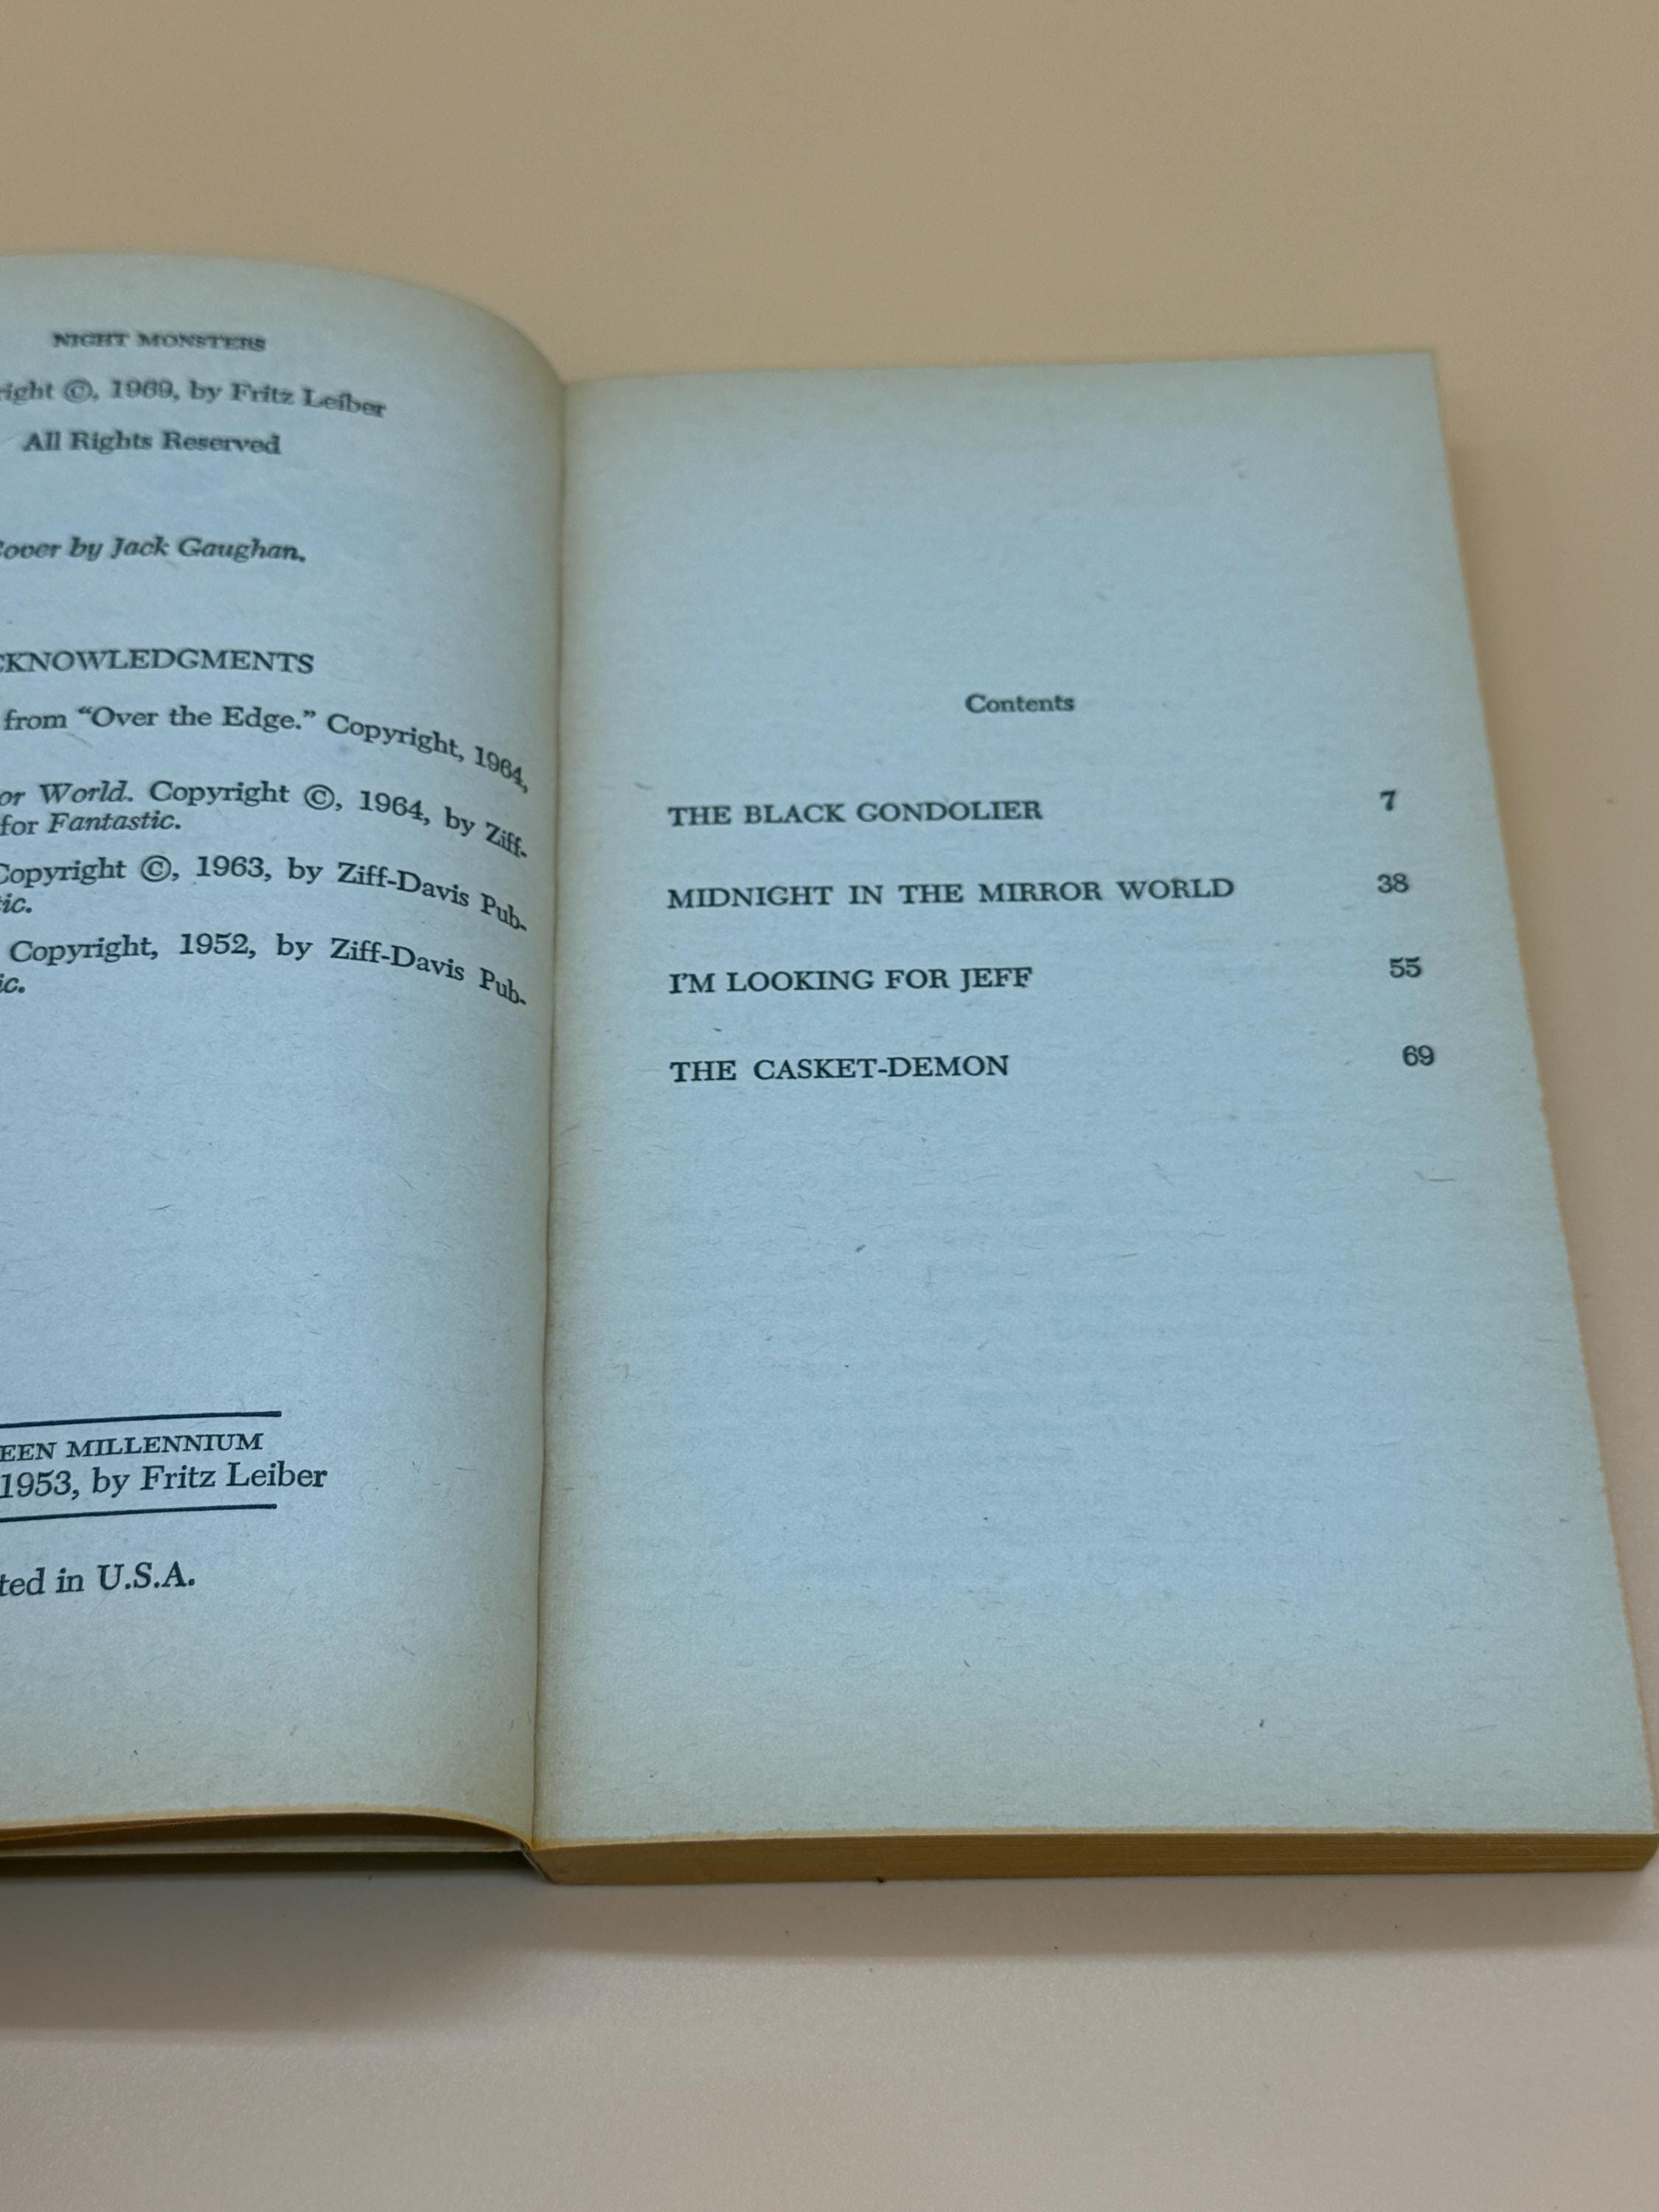 NIGHT MONSTERS
right ©, 1969, by Fritz Leiber
All Rights Reserved
Cover by Jack Gaughan.
CKNOWLEDGMENTS
from “Over the Edge.” Copyright, 1964,
or World. Copyright ©, 1964, by Ziff-
for Fantastic.
Copyright ©, 1963, by Ziff-Davis Pub-
ic.
Copyright, 1952, by Ziff-Davis Pub-
ic.
EEN MILLENNIUM
1953, by Fritz Leiber
ted in U.S.A.
Contents
THE BLACK GONDOLIER 7
MIDNIGHT IN THE MIRROR WORLD 38
I'M LOOKING FOR JEFF 55
THE CASKET-DEMON 69